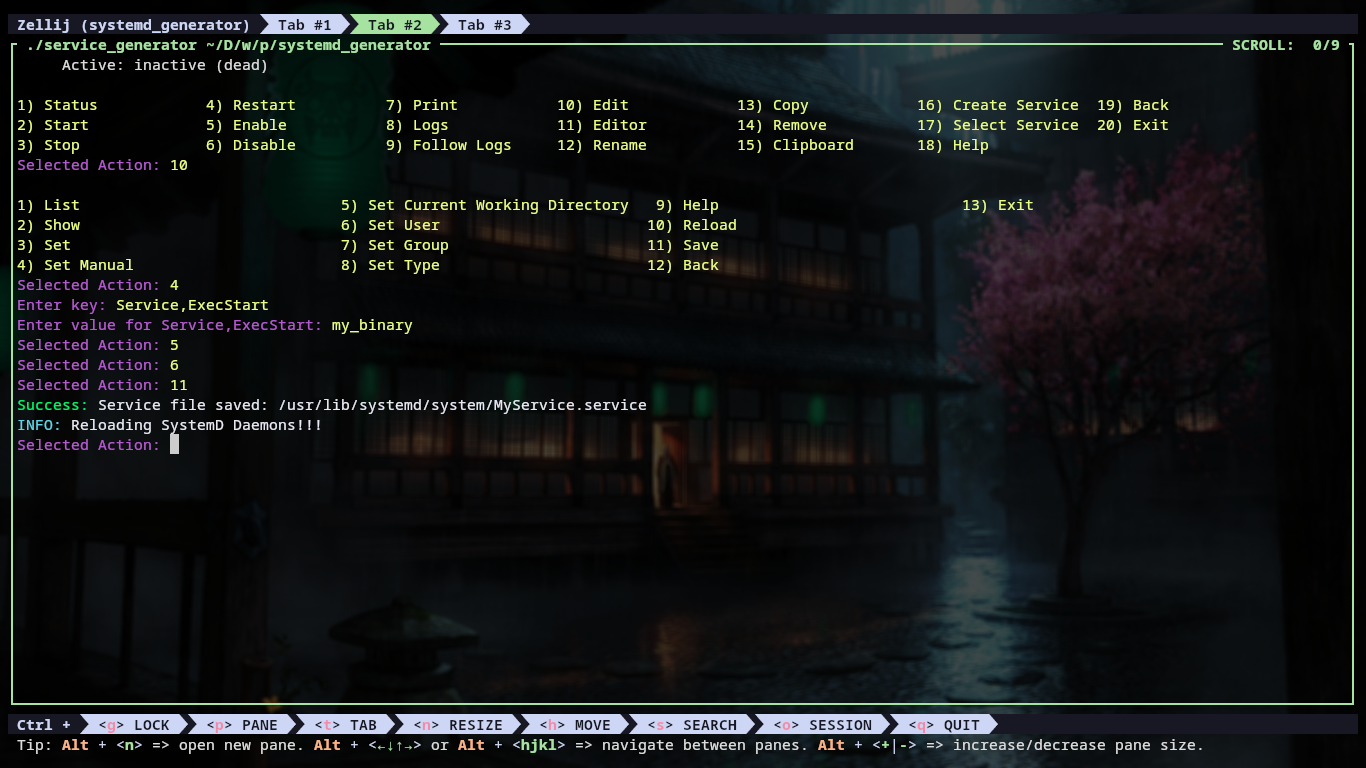 Zellij (systemd_generator) Tab #1 Tab #2 Tab #3
./service_generator ~/D/w/p/systemd_generator SCROLL: 0/9
Active: inactive (dead)
1) Status 4) Restart 7) Print 10) Edit 13) Copy 16) Create Service 19) Back
2) Start 5) Enable 8) Logs 11) Editor 14) Remove 17) Select Service 20) Exit
3) Stop 6) Disable 9) Follow Logs 12) Rename 15) Clipboard 18) Help
Selected Action: 10
1) List 5) Set Current Working Directory 9) Help 13) Exit
2) Show 6) Set User 10) Reload
3) Set 7) Set Group 11) Save
4) Set Manual 8) Set Type 12) Back
Selected Action: 4
Enter key: Service,ExecStart
Enter value for Service,ExecStart: my_binary
Selected Action: 5
Selected Action: 6
Selected Action: 11
Success: Service file saved: /usr/lib/systemd/system/MyService.service
INFO: Reloading SystemD Daemons!!!
Selected Action:
Ctrl + <g> LOCK <p> PANE <t> TAB <n> RESIZE <h> MOVE <s> SEARCH <o> SESSION <q> QUIT
Tip: Alt + <n> => open new pane. Alt + <←↓↑→> or Alt + <hjkl> => navigate between panes. Alt + <+|-> => increase/decrease pane size.